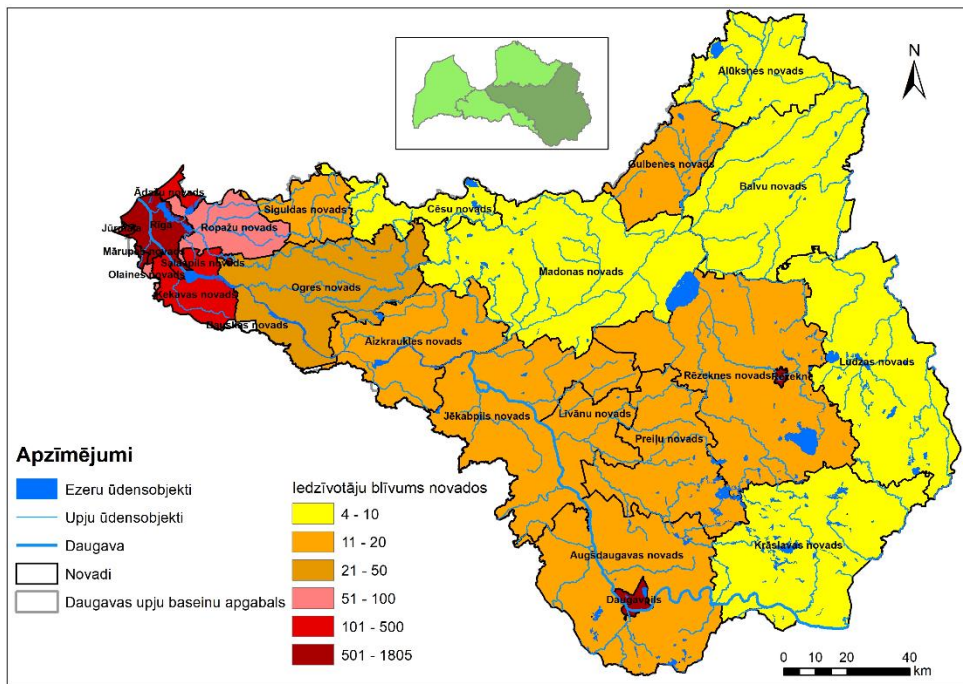 N
Alūksnes novads
Gulbenes novads
Balvu novads
Ādažu novads
Siguldas novads
Cēsu novads
Rīga
Ropažu novads
Mārupes novads
Salaspils novads
Olaines novads
Madonas novads
Ogres novads
Ķekavas novads
Bauskas novads
Aizkraukles novads
Ludzas novads
Rēzeknes novads
Rēzekne
Jēkabpils novads
Līvānu novads
Preiļu novads
Krāslavas novads
Augšdaugavas novads
Daugavpils
Apzīmējumi
Ezeru ūdensobjekti
Upju ūdensobjekti
Daugava
Novadi
Daugavas upju baseinu apgabals
Iedzīvotāju blīvums novados
4 - 10
11 - 20
21 - 50
51 - 100
101 - 500
501 - 1805
0 10 20 40
km